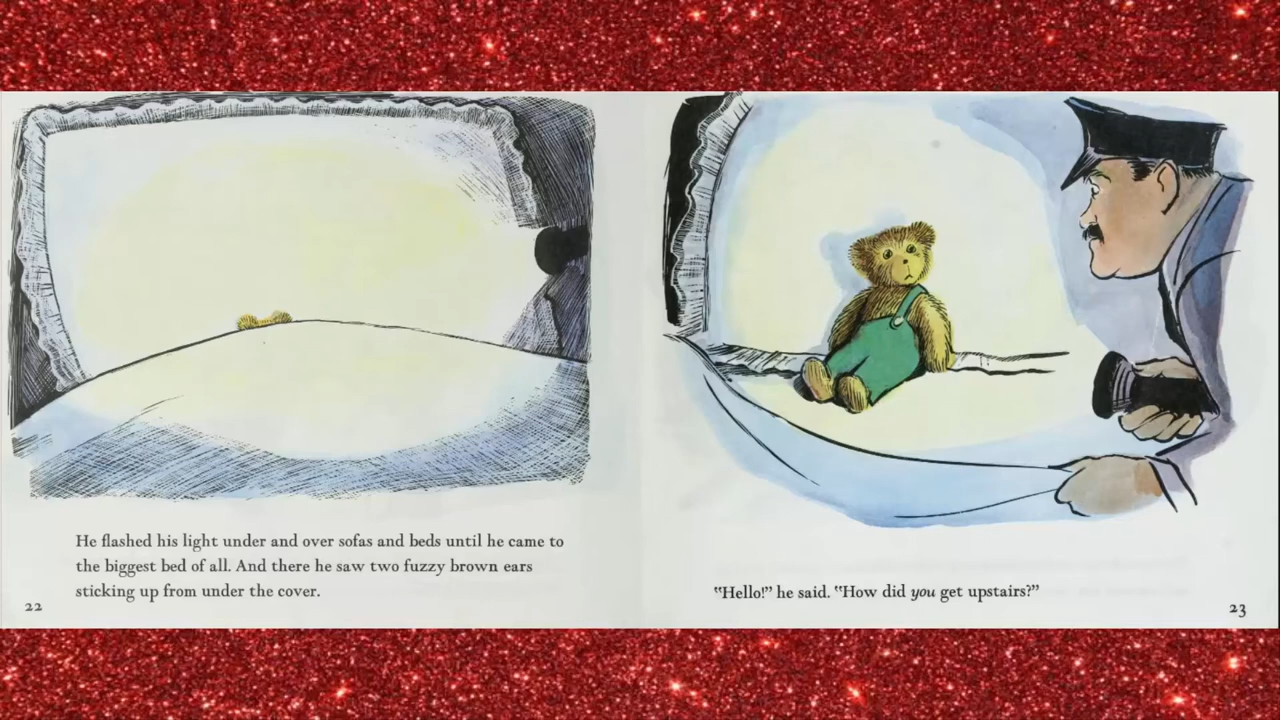 He flashed his light under and over sofas and beds until he came to
the biggest bed of all. And there he saw two fuzzy brown ears
sticking up from under the cover.
22
“Hello!” he said. “How did you get upstairs?”
23